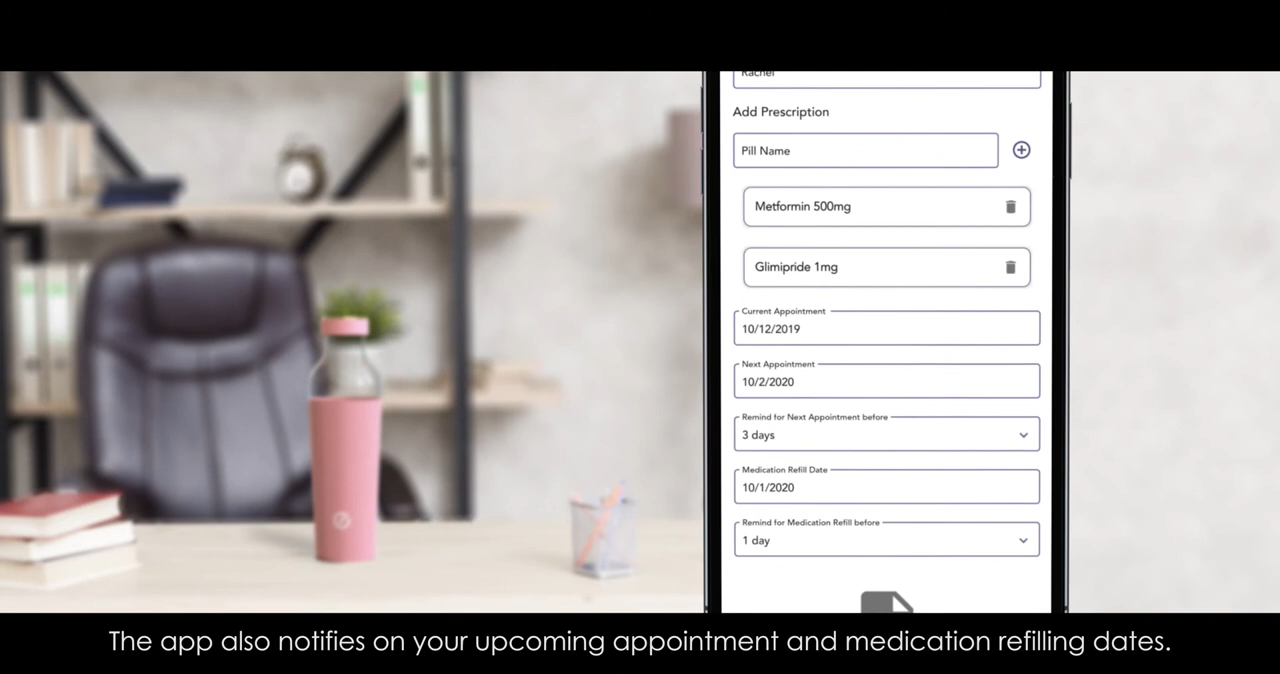 Rachel
Add Prescription
Pill Name
Metformin 500mg
Glimipride 1mg
Current Appointment
10/12/2019
Next Appointment
10/2/2020
Remind for Next Appointment before
3 days
Medication Refill Date
10/1/2020
Remind for Medication Refill before
1 day
The app also notifies on your upcoming appointment and medication refilling dates.